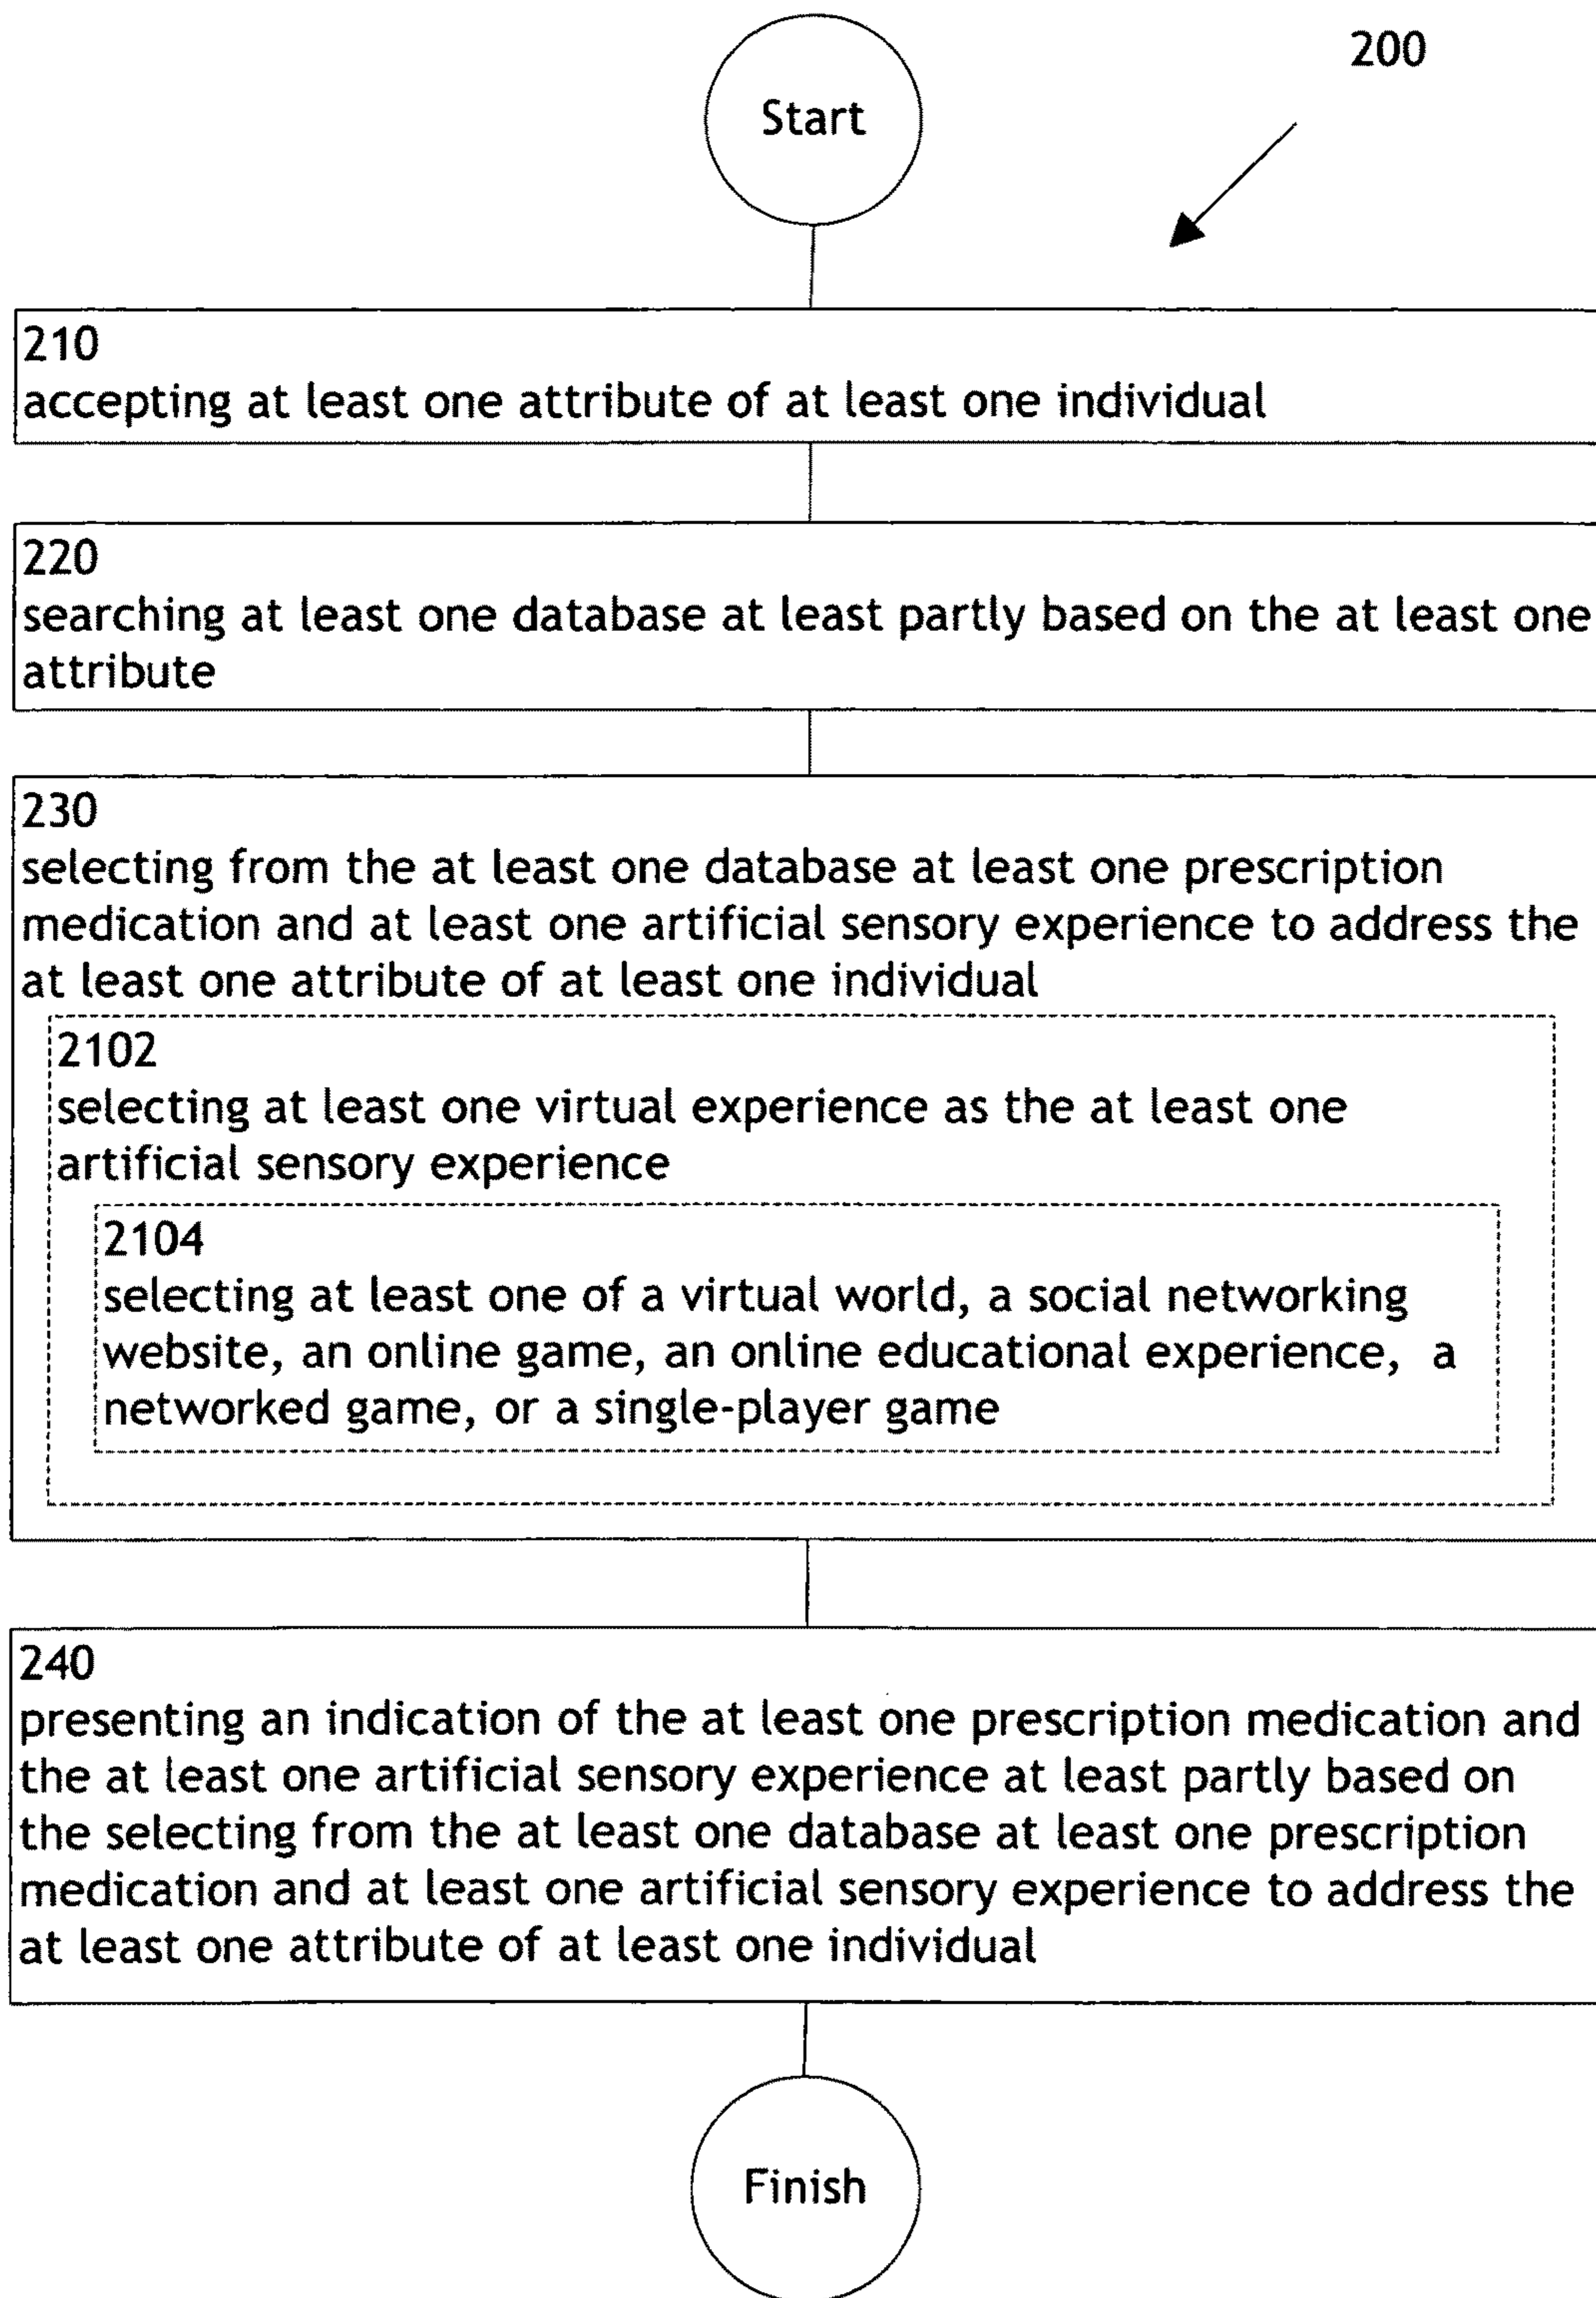 200
Start
210
accepting at least one attribute of at least one individual
220
searching at least one database at least partly based on the at least one
attribute
230
selecting from the at least one database at least one prescription
medication and at least one artificial sensory experience to address the
at least one attribute of at least one individual
2102
selecting at least one virtual experience as the at least one
artificial sensory experience
2104
selecting at least one of a virtual world, a social networking
website, an online game, an online educational experience, a
networked game, or a single-player game
240
presenting an indication of the at least one prescription medication and
the at least one artificial sensory experience at least partly based on
the selecting from the at least one database at least one prescription
medication and at least one artificial sensory experience to address the
at least one attribute of at least one individual
Finish